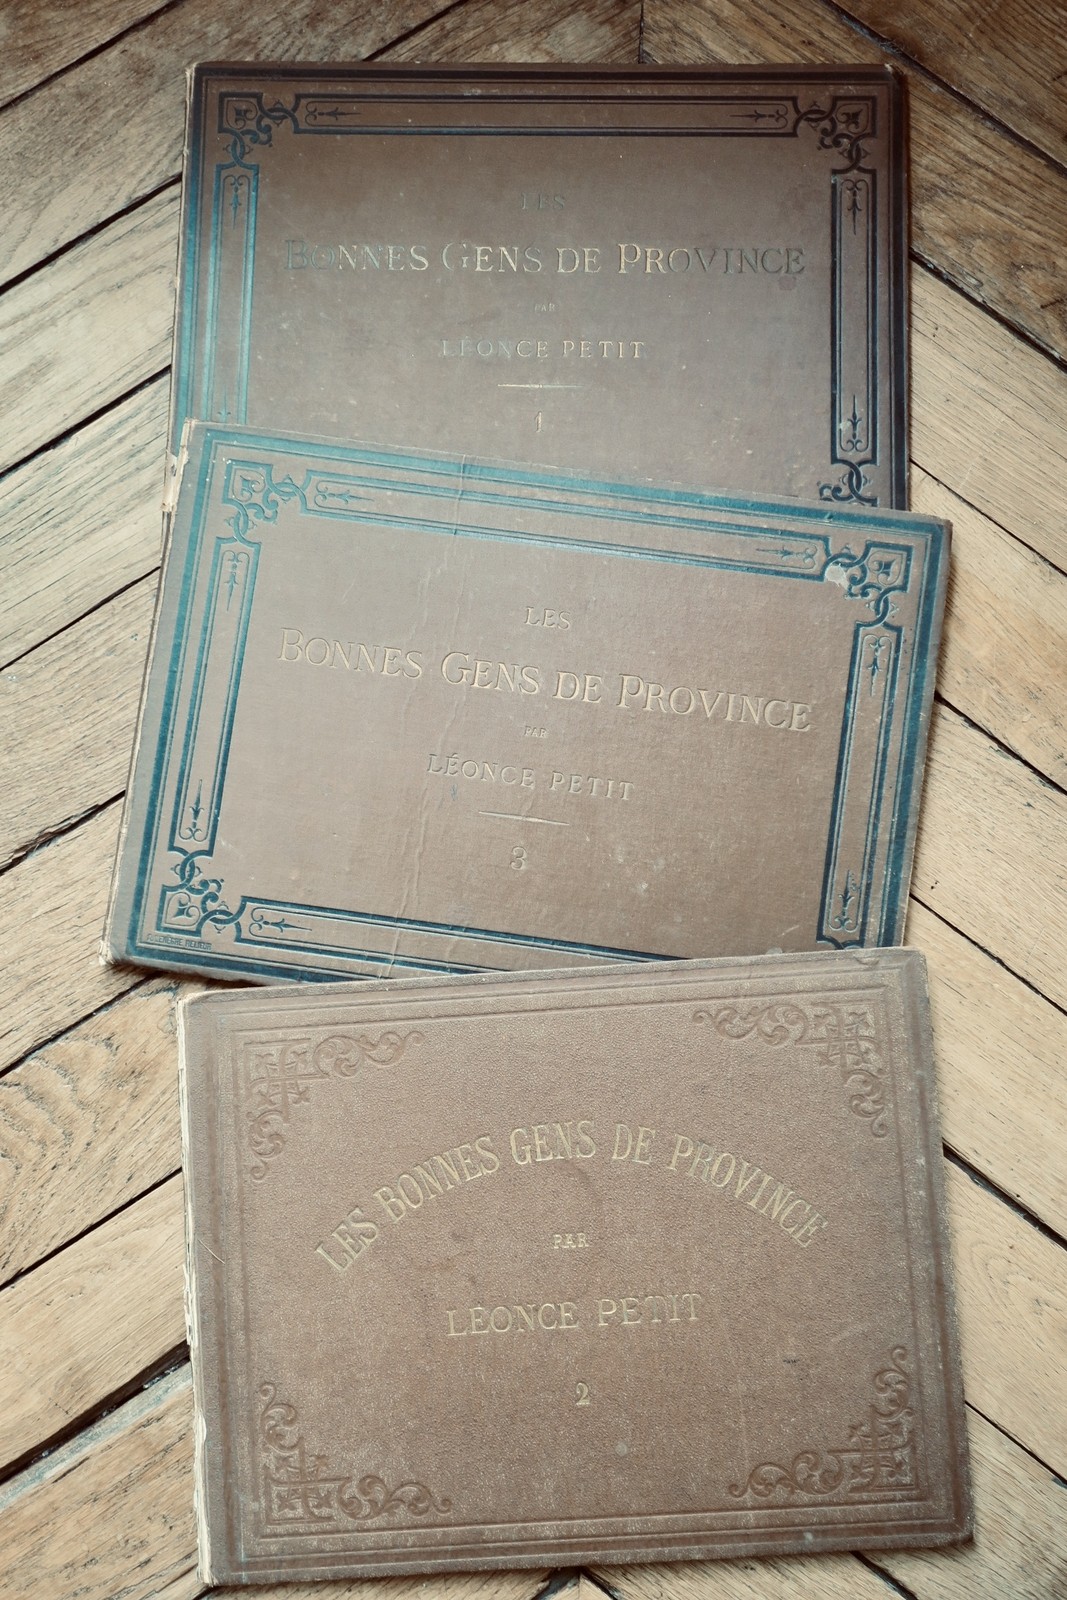 LES
BONNES GENS DE PROVINCE
PAR
LÉONCE PETIT
1
LES
BONNES GENS DE PROVINCE
PAR
LÉONCE PETIT
3
LES BONNES GENS DE PROVINCE
PAR
LÉONCE PETIT
2